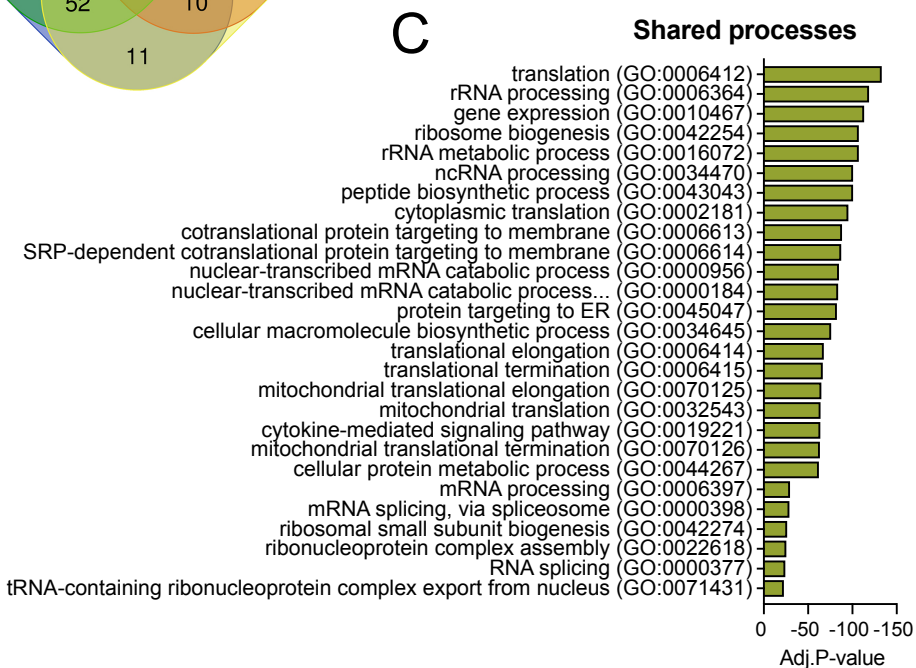 52
10
11
C
Shared processes
translation (GO:0006412)
rRNA processing (GO:0006364)
gene expression (GO:0010467)
ribosome biogenesis (GO:0042254)
rRNA metabolic process (GO:0016072)
ncRNA processing (GO:0034470)
peptide biosynthetic process (GO:0043043)
cytoplasmic translation (GO:0002181)
cotranslational protein targeting to membrane (GO:0006613)
SRP-dependent cotranslational protein targeting to membrane (GO:0006614)
nuclear-transcribed mRNA catabolic process (GO:0000956)
nuclear-transcribed mRNA catabolic process... (GO:0000184)
protein targeting to ER (GO:0045047)
cellular macromolecule biosynthetic process (GO:0034645)
translational elongation (GO:0006414)
translational termination (GO:0006415)
mitochondrial translational elongation (GO:0070125)
mitochondrial translation (GO:0032543)
cytokine-mediated signaling pathway (GO:0019221)
mitochondrial translational termination (GO:0070126)
cellular protein metabolic process (GO:0044267)
mRNA processing (GO:0006397)
mRNA splicing, via spliceosome (GO:0000398)
ribosomal small subunit biogenesis (GO:0042274)
ribonucleoprotein complex assembly (GO:0022618)
RNA splicing (GO:0000377)
tRNA-containing ribonucleoprotein complex export from nucleus (GO:0071431)
0 -50 -100 -150
Adj.P-value